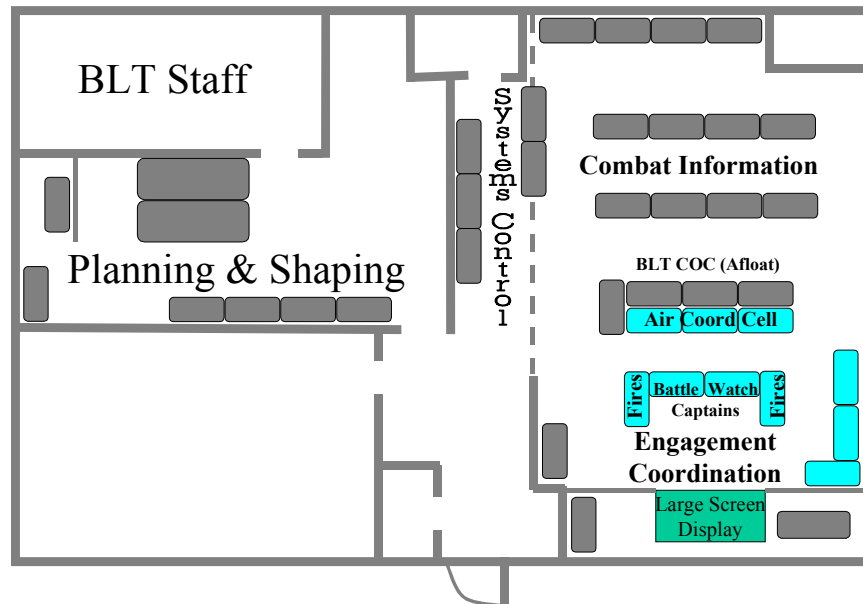 BLT Staff
Planning & Shaping
Systems Control
Combat Information
BLT COC (Afloat)
Air Coord Cell
Fires
Battle Watch
Fires
Captains
Engagement
Coordination
Large Screen
Display